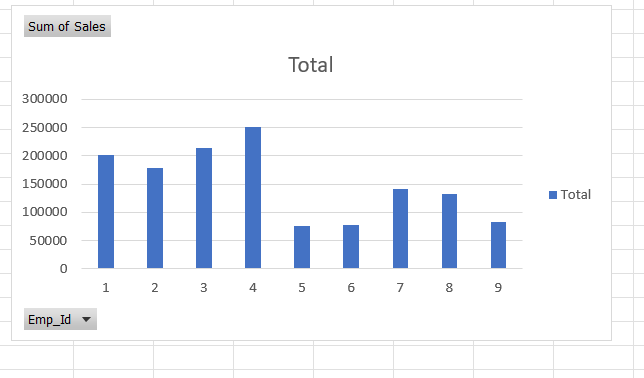 Sum of Sales
Total
300000
250000
200000
150000
100000
50000
0
1 2 3 4 5 6 7 8 9
Total
Emp_Id